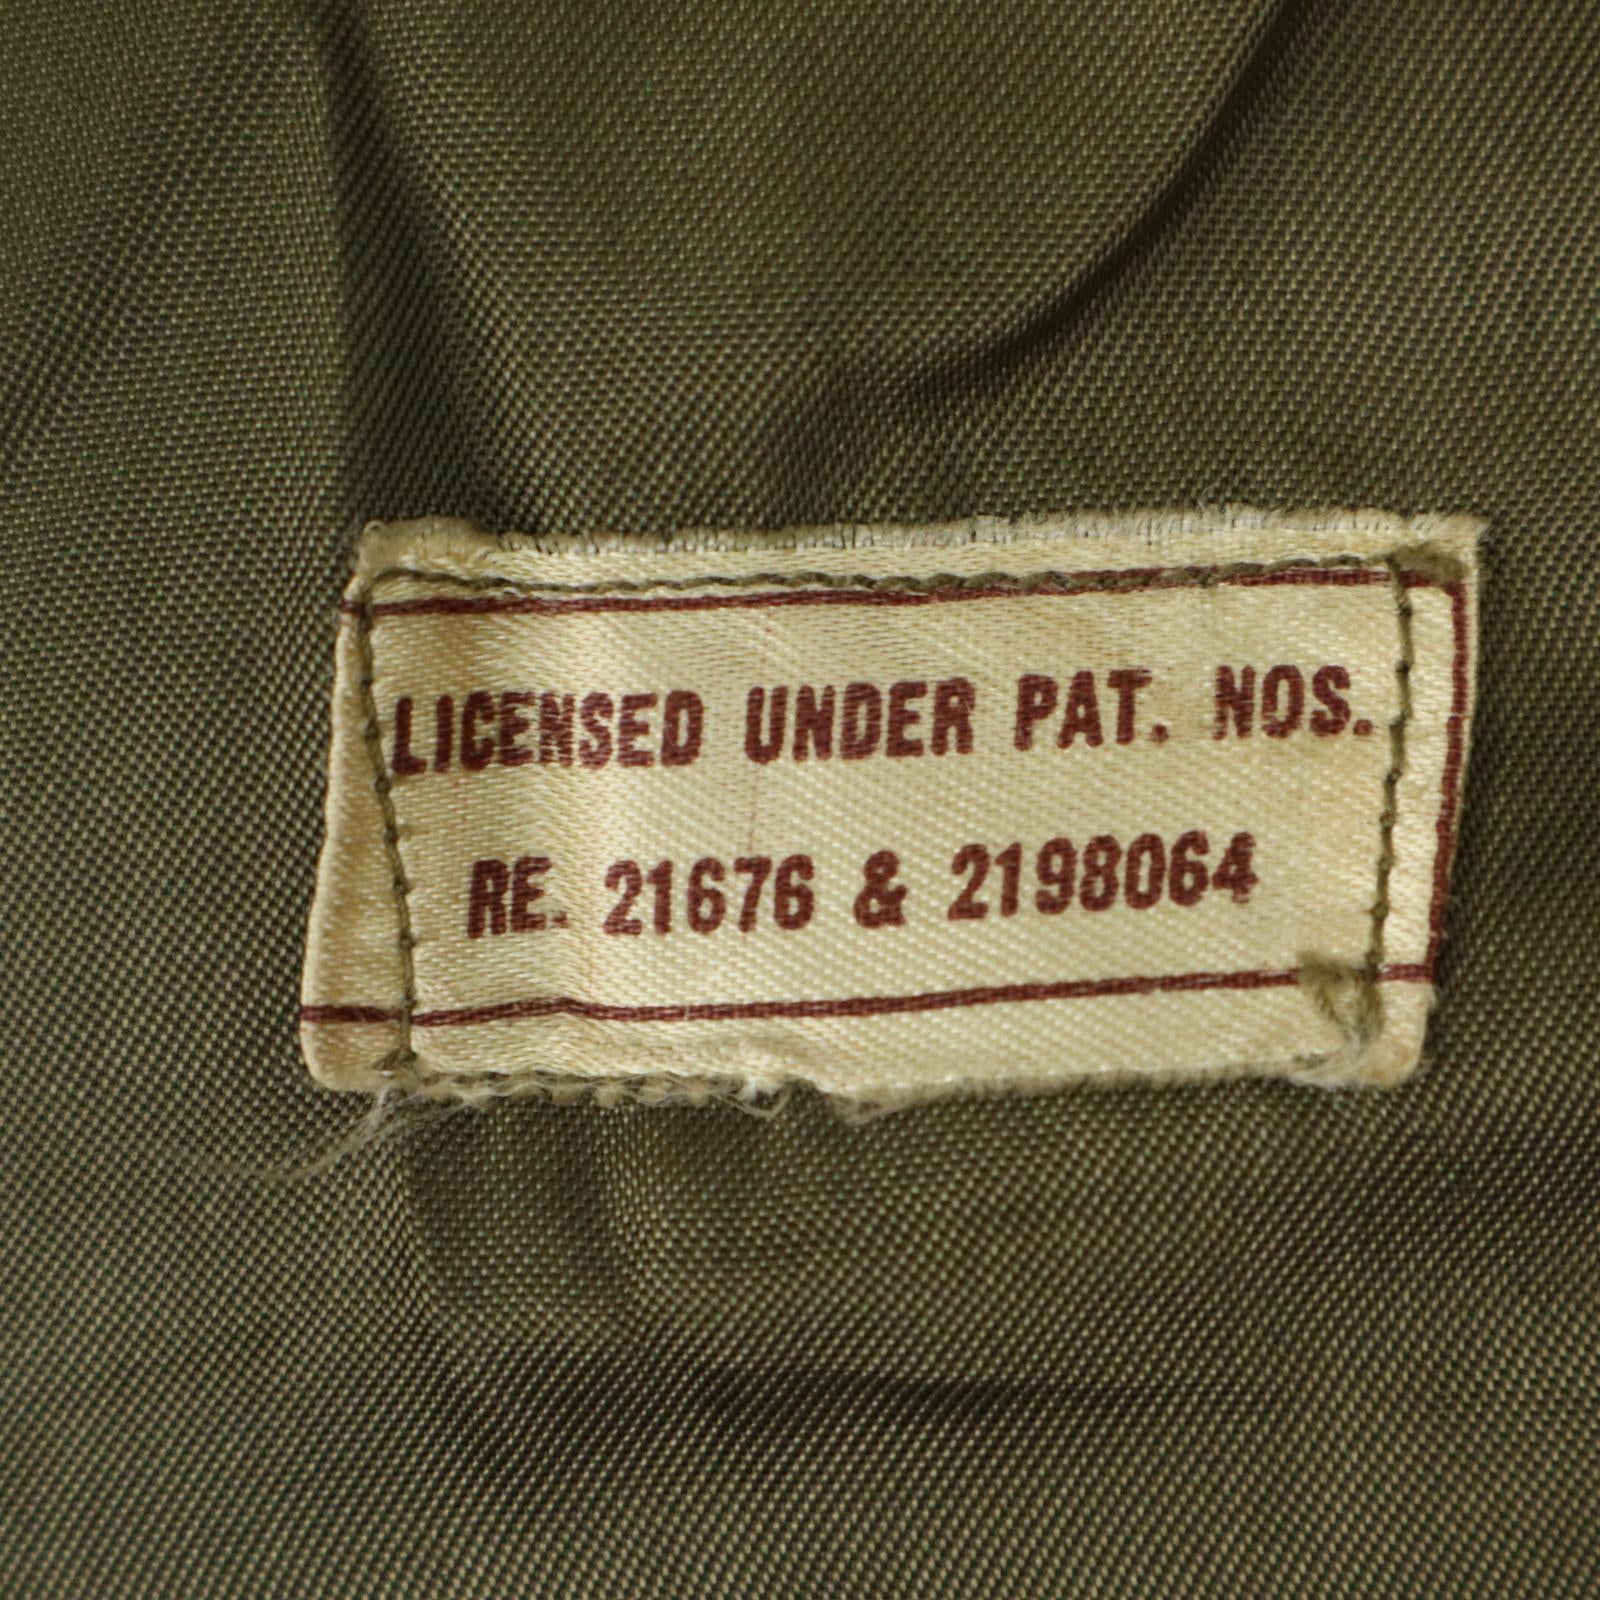 LICENSED UNDER PAT. NOS.
RE. 21676 & 2198064